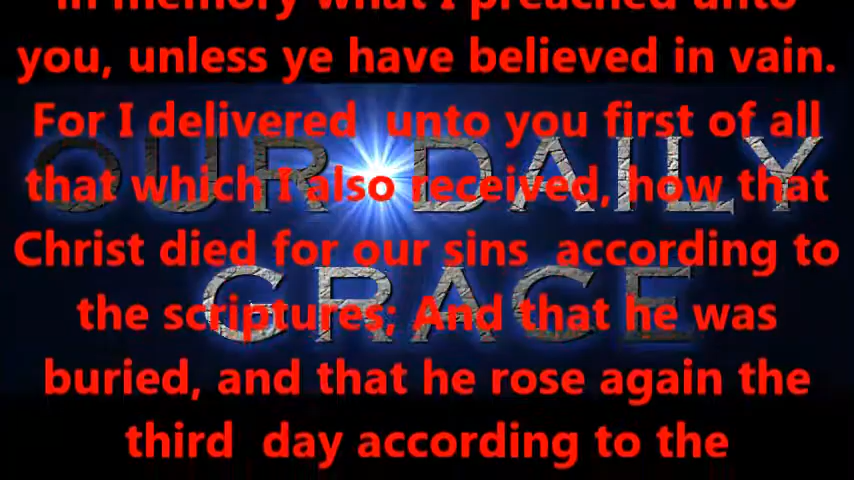 in memory what I preached unto
you, unless ye have believed in vain.
For I delivered unto you first of all
that which I also received, how that
Christ died for our sins according to
the scriptures; And that he was
buried, and that he rose again the
third day according to the
OUR DAILY
GRACE